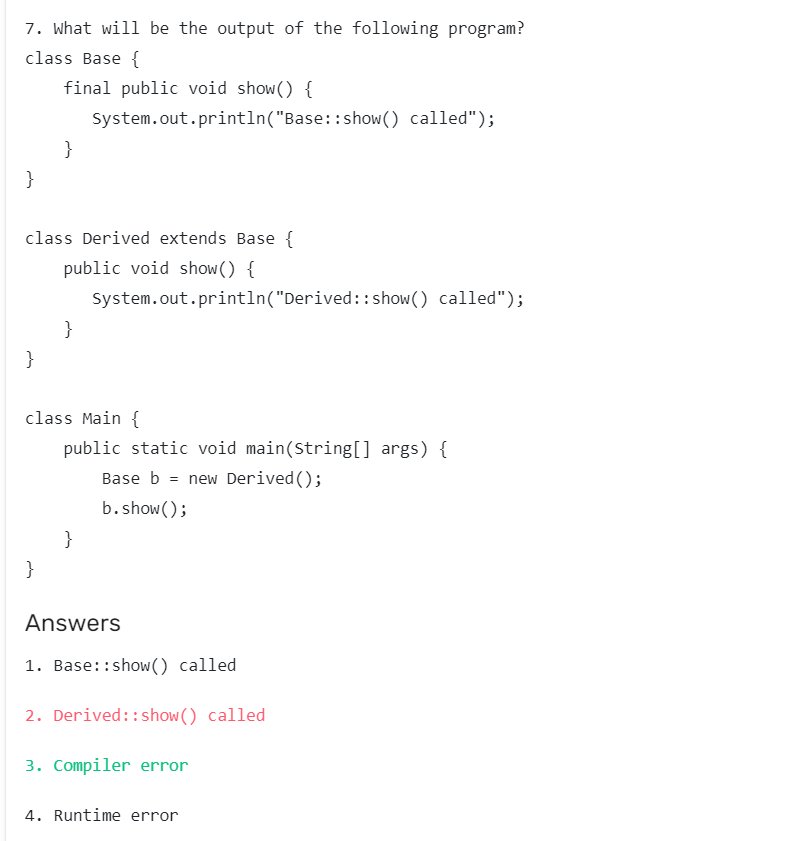 7. What will be the output of the following program?
class Base {
    final public void show() {
       System.out.println("Base::show() called");
    }
}

class Derived extends Base {
    public void show() {
       System.out.println("Derived::show() called");
    }
}

class Main {
    public static void main(String[] args) {
        Base b = new Derived();
        b.show();
    }
}
Answers
1. Base::show() called
2. Derived::show() called
3. Compiler error
4. Runtime error